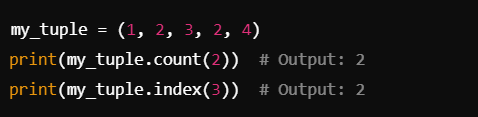 my_tuple = (1, 2, 3, 2, 4)
print(my_tuple.count(2))  # Output: 2
print(my_tuple.index(3))  # Output: 2